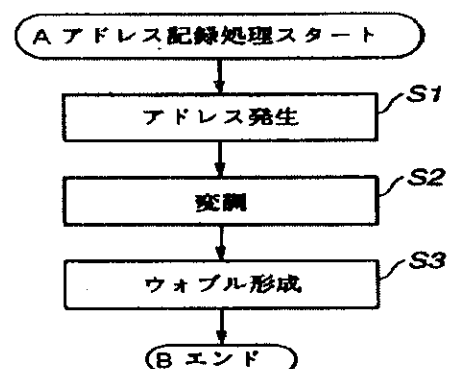 A アドレス記録処理スタート
アドレス発生
S1
変調
S2
ウォブル形成
S3
B エンド